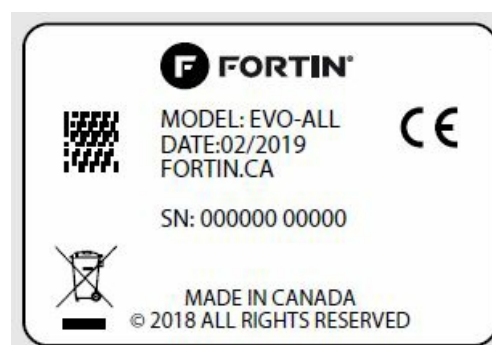 FORTIN®
MODEL: EVO-ALL
DATE:02/2019
FORTIN.CA
CE
SN: 000000 00000
MADE IN CANADA
© 2018 ALL RIGHTS RESERVED